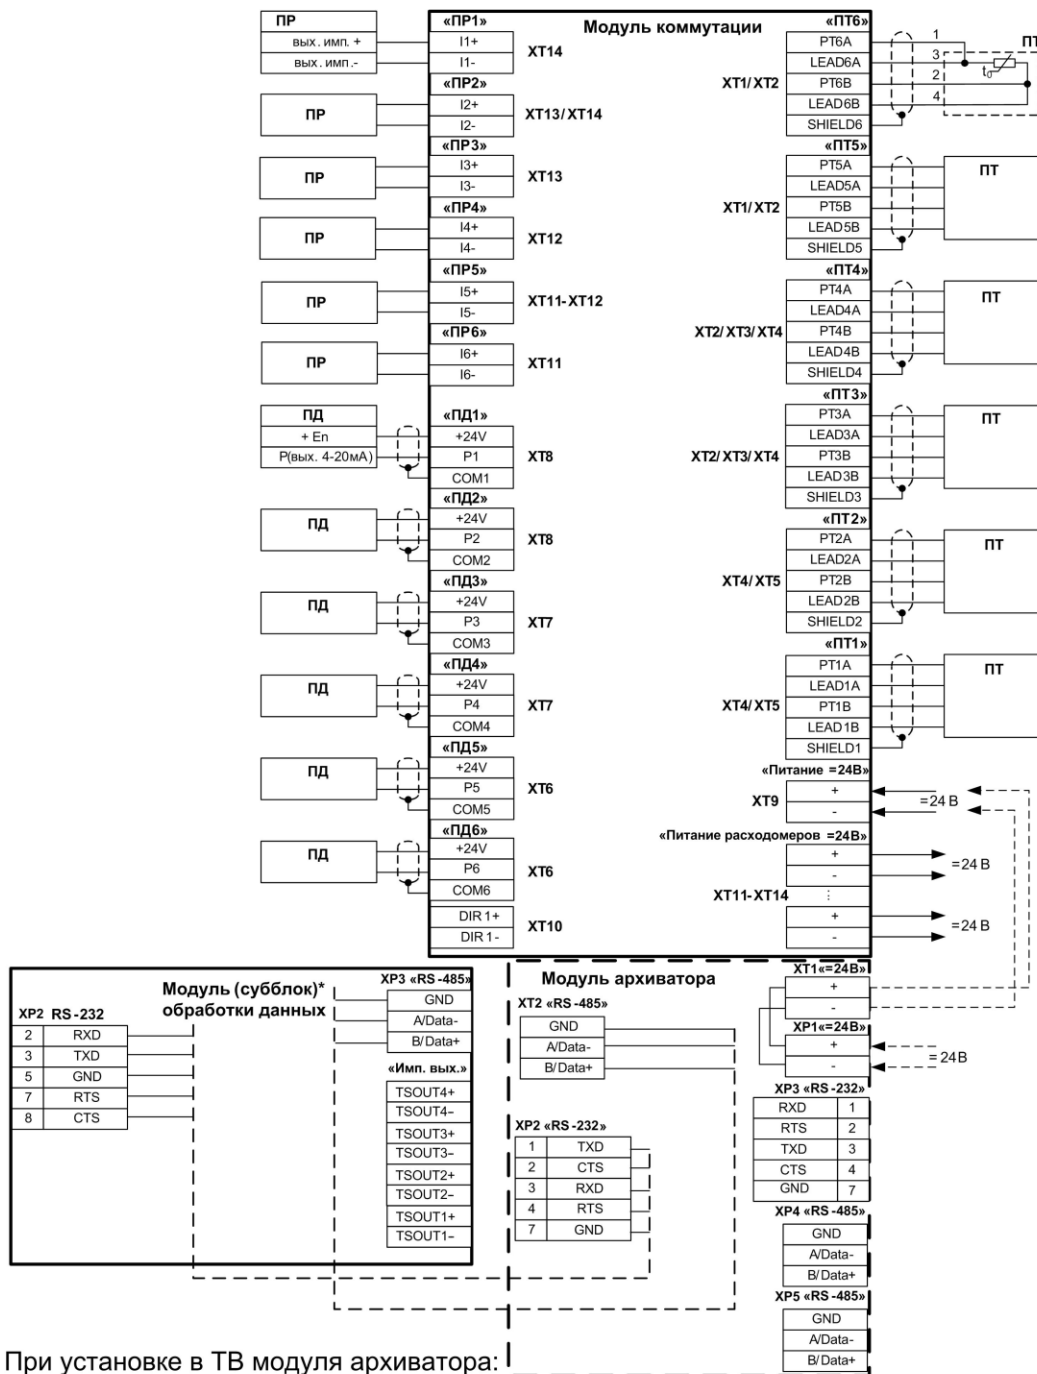 Модуль коммутации
ПР
вых. имп. +
вых. имп.-
«ПР1»
I1+
I1-
XT14
«ПР2»
ПР
I2+
I2-
XT13/XT14
«ПР3»
ПР
I3+
I3-
XT13
«ПР4»
ПР
I4+
I4-
XT12
«ПР5»
ПР
I5+
I5-
XT11-XT12
«ПР6»
ПР
I6+
I6-
XT11
ПД
+ En
P(вых. 4-20мА)
«ПД1»
+24V
P1
COM1
XT8
«ПД2»
ПД
+24V
P2
COM2
XT8
«ПД3»
ПД
+24V
P3
COM3
XT7
«ПД4»
ПД
+24V
P4
COM4
XT7
«ПД5»
ПД
+24V
P5
COM5
XT6
«ПД6»
ПД
+24V
P6
COM6
XT6
DIR 1+
DIR 1-
XT10
«ПТ6»
PT6A
LEAD6A
PT6B
LEAD6B
SHIELD6
XT1/XT2
1
3
2
4
t0
ПТ
«ПТ5»
PT5A
LEAD5A
PT5B
LEAD5B
SHIELD5
XT1/XT2
ПТ
«ПТ4»
PT4A
LEAD4A
PT4B
LEAD4B
SHIELD4
XT2/XT3/XT4
ПТ
«ПТ3»
PT3A
LEAD3A
PT3B
LEAD3B
SHIELD3
XT2/XT3/XT4
ПТ
«ПТ2»
PT2A
LEAD2A
PT2B
LEAD2B
SHIELD2
XT4/XT5
ПТ
«ПТ1»
PT1A
LEAD1A
PT1B
LEAD1B
SHIELD1
XT4/XT5
ПТ
«Питание =24В»
XT9
+
-
=24 В
«Питание расходомеров =24В»
+
-
=24 В
XT11-XT14
⋮
+
-
=24 В
Модуль (субблок)*
обработки данных
XP2 RS-232
2 RXD
3 TXD
5 GND
7 RTS
8 CTS
XP3 «RS-485»
GND
A/Data-
B/Data+
«Имп. вых.»
TSOUT4+
TSOUT4–
TSOUT3+
TSOUT3–
TSOUT2+
TSOUT2–
TSOUT1+
TSOUT1–
Модуль архиватора
XT2 «RS-485»
GND
A/Data-
B/Data+
XP2 «RS-232»
1 TXD
2 CTS
3 RXD
4 RTS
7 GND
XT1«=24В»
+
-
XP1«=24В»
+
-
=24В
XP3 «RS-232»
RXD 1
RTS 2
TXD 3
CTS 4
GND 7
XP4 «RS-485»
GND
A/Data-
B/Data+
XP5 «RS-485»
GND
A/Data-
B/Data+
При установке в ТВ модуля архиватора: